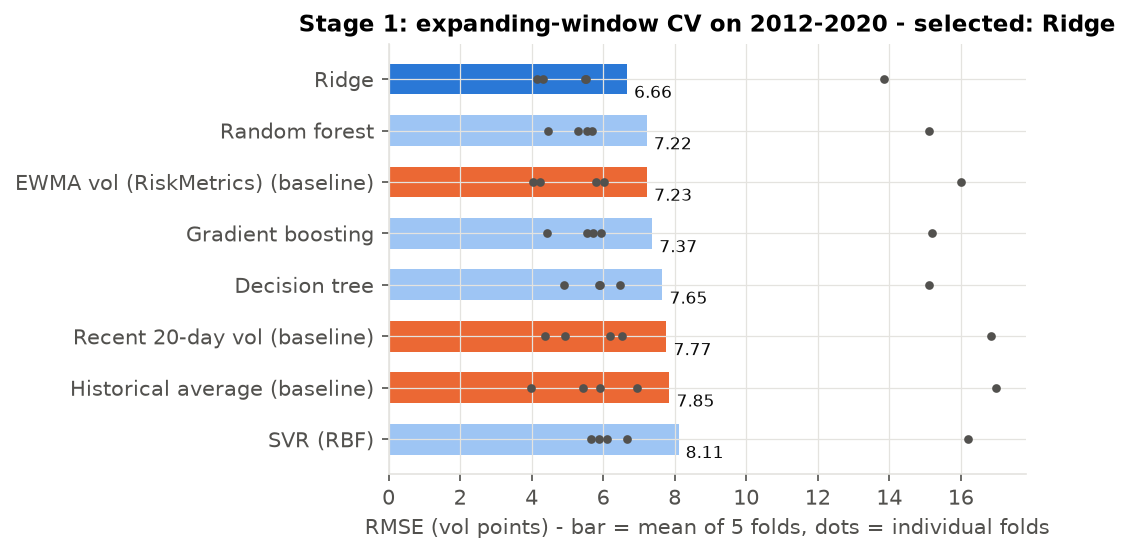 Stage 1: expanding-window CV on 2012-2020 - selected: Ridge
Ridge
6.66
Random forest
7.22
EWMA vol (RiskMetrics) (baseline)
7.23
Gradient boosting
7.37
Decision tree
7.65
Recent 20-day vol (baseline)
7.77
Historical average (baseline)
7.85
SVR (RBF)
8.11
0 2 4 6 8 10 12 14 16
RMSE (vol points) - bar = mean of 5 folds, dots = individual folds